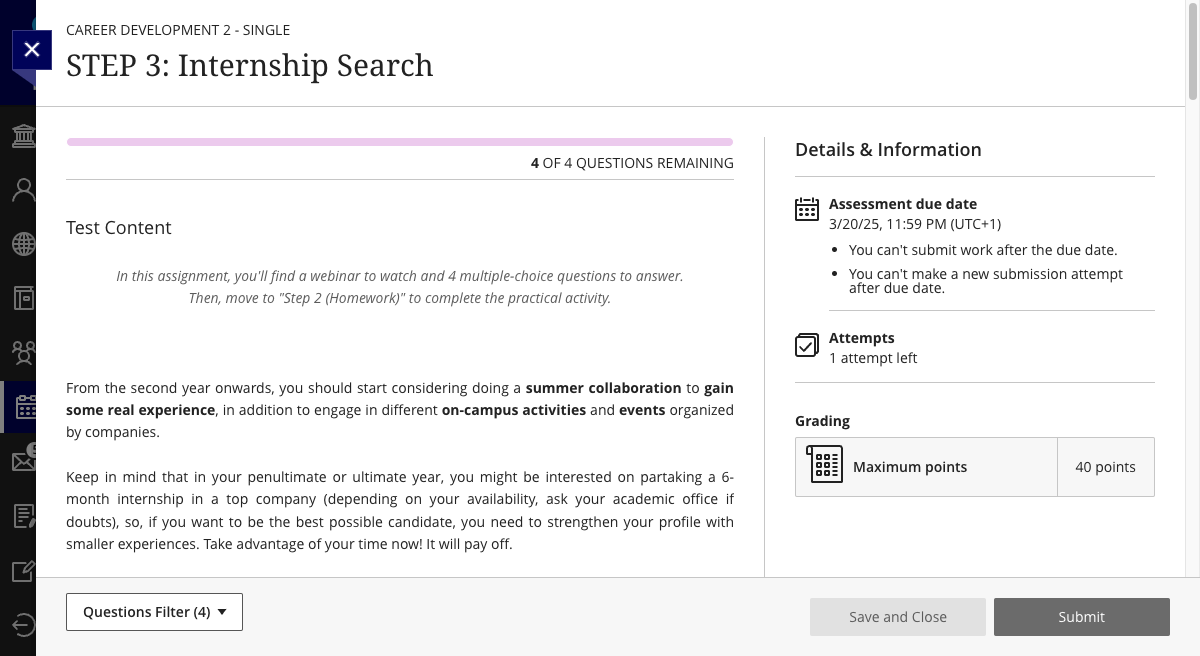 CAREER DEVELOPMENT 2 - SINGLE
STEP 3: Internship Search
4 OF 4 QUESTIONS REMAINING
Test Content
In this assignment, you'll find a webinar to watch and 4 multiple-choice questions to answer.
Then, move to "Step 2 (Homework)" to complete the practical activity.
From the second year onwards, you should start considering doing a summer collaboration to gain
some real experience, in addition to engage in different on-campus activities and events organized
by companies.
Keep in mind that in your penultimate or ultimate year, you might be interested on partaking a 6-
month internship in a top company (depending on your availability, ask your academic office if
doubts), so, if you want to be the best possible candidate, you need to strengthen your profile with
smaller experiences. Take advantage of your time now! It will pay off.
Details & Information
Assessment due date
3/20/25, 11:59 PM (UTC+1)
• You can't submit work after the due date.
• You can't make a new submission attempt
after due date.
Attempts
1 attempt left
Grading
Maximum points
40 points
Questions Filter (4)
Save and Close
Submit